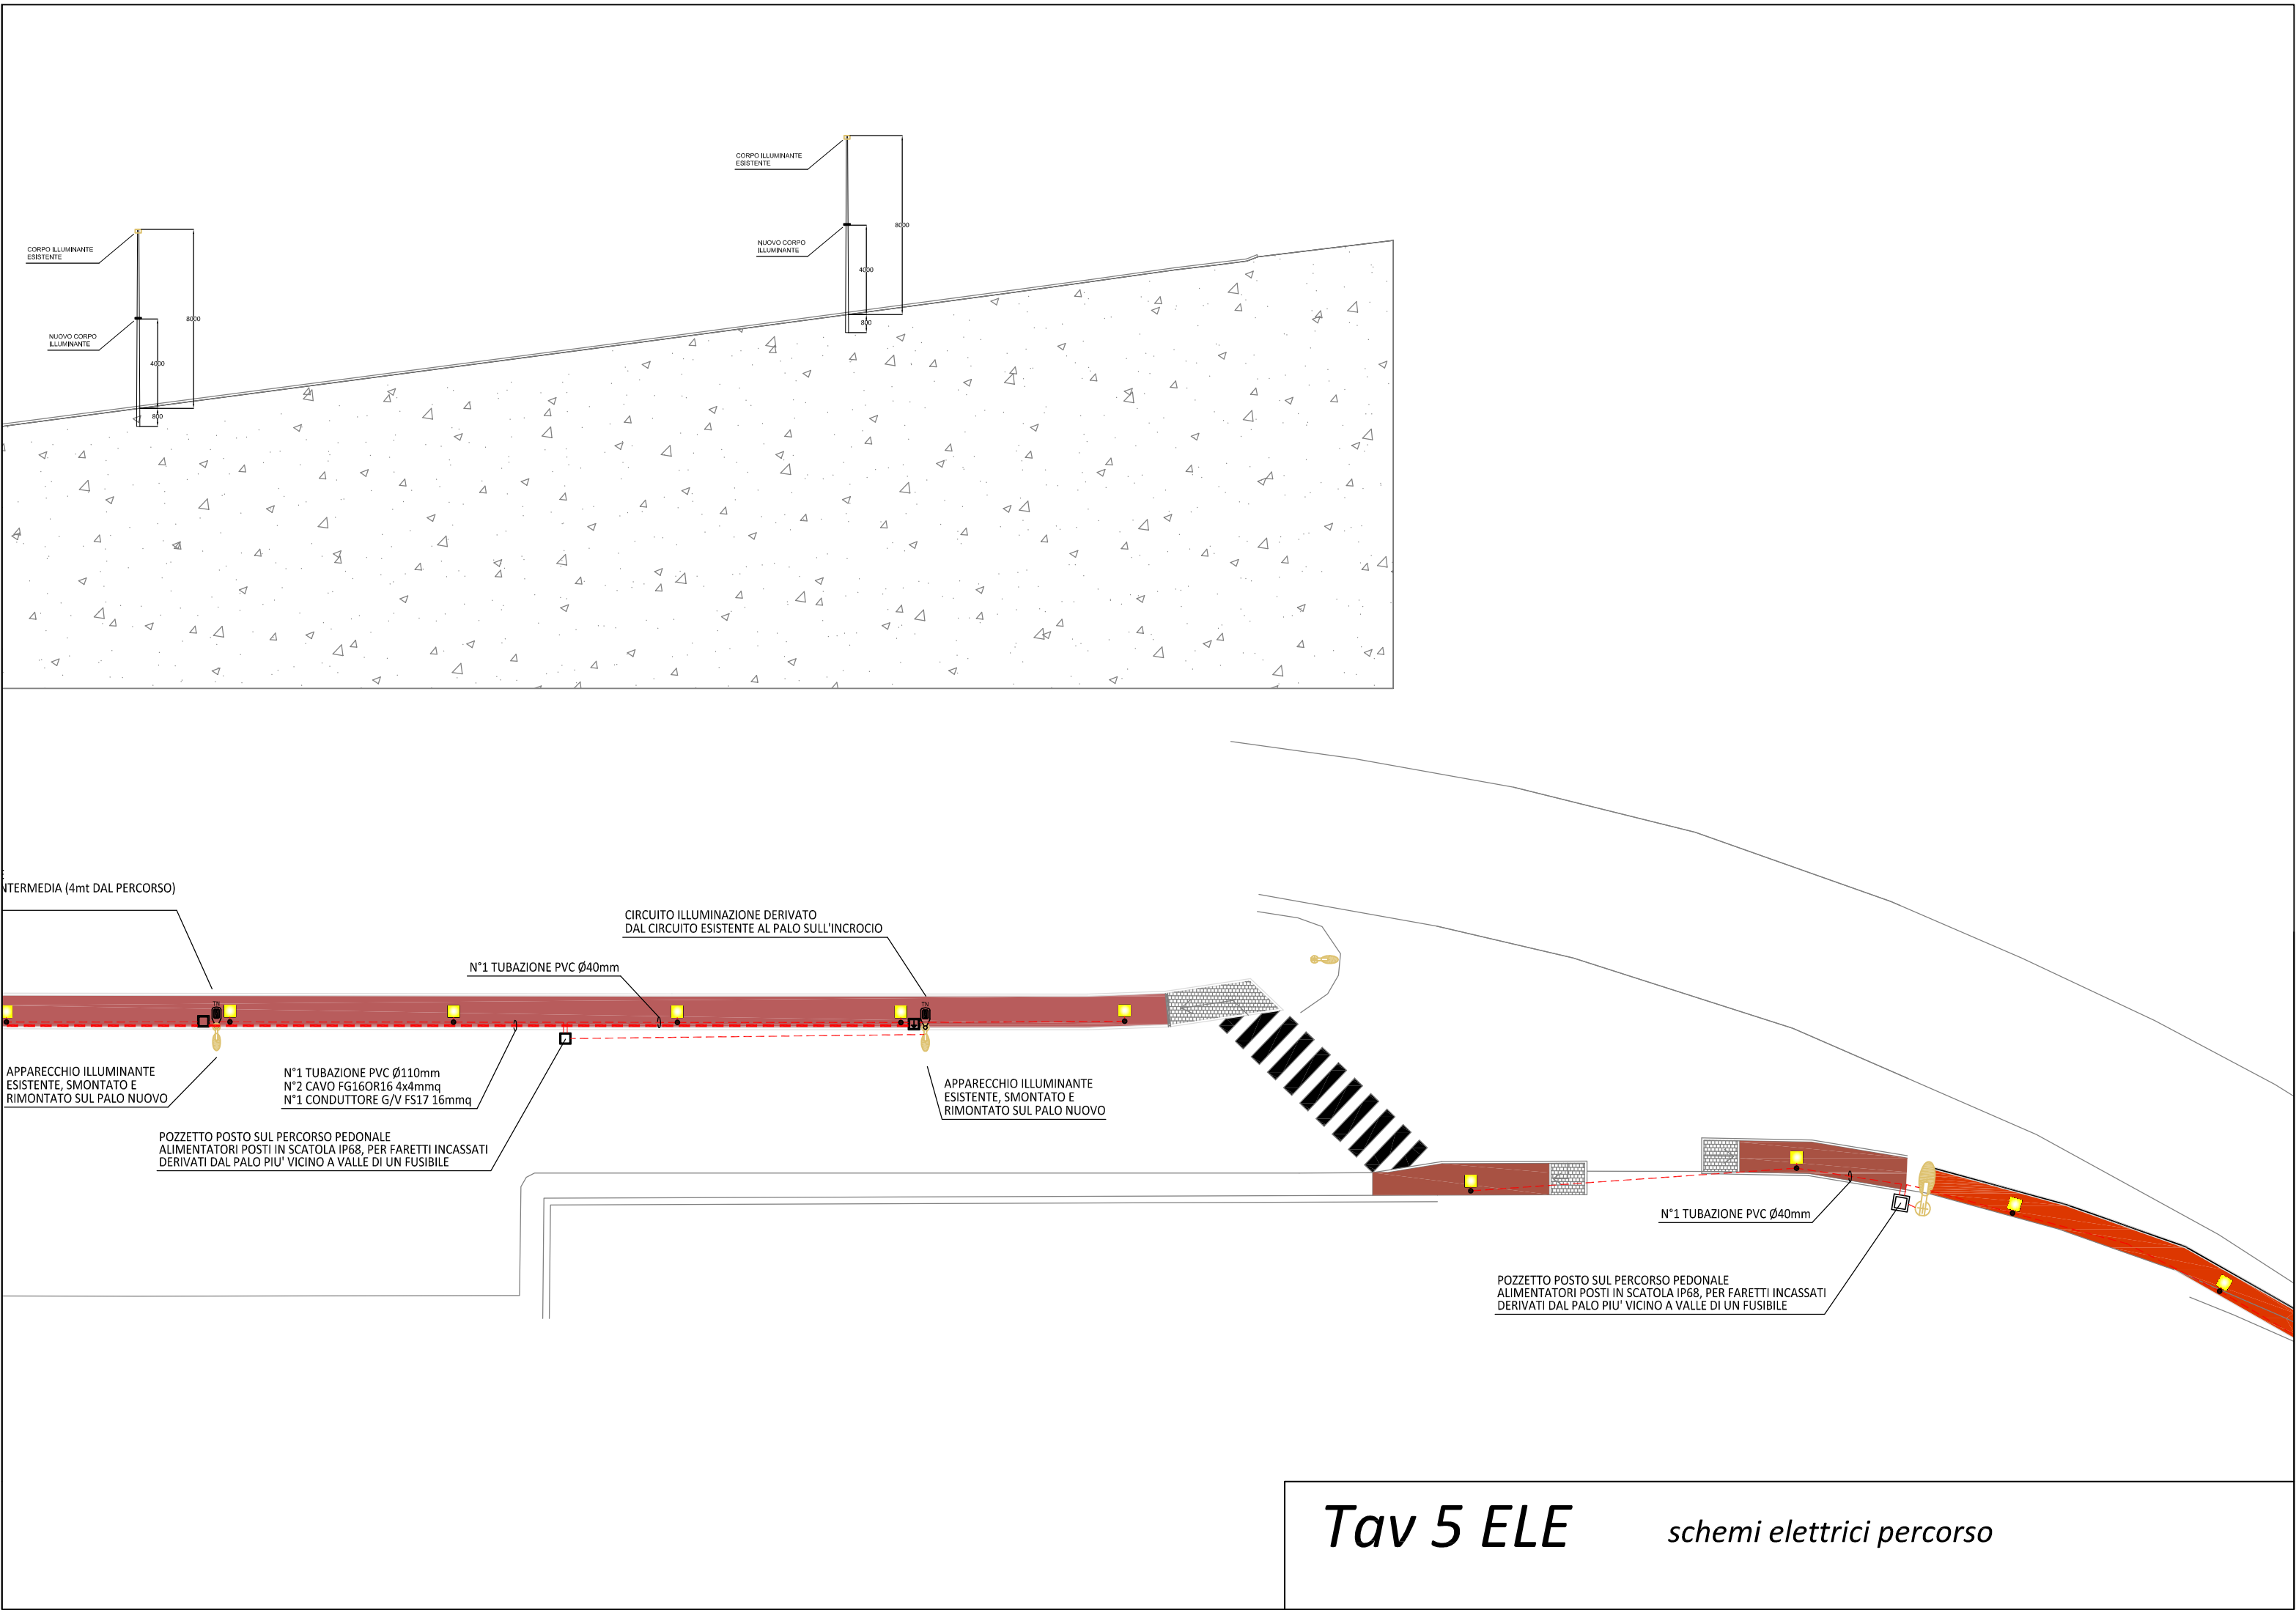 CORPO ILLUMINANTE
ESISTENTE
8000
NUOVO CORPO
ILLUMINANTE
4000
800
CORPO ILLUMINANTE
ESISTENTE
8000
NUOVO CORPO
ILLUMINANTE
4000
800
NTERMEDIA (4mt DAL PERCORSO)
CIRCUITO ILLUMINAZIONE DERIVATO
DAL CIRCUITO ESISTENTE AL PALO SULL'INCROCIO
N°1 TUBAZIONE PVC Ø40mm
APPARECCHIO ILLUMINANTE
ESISTENTE, SMONTATO E
RIMONTATO SUL PALO NUOVO
N°1 TUBAZIONE PVC Ø110mm
N°2 CAVO FG16OR16 4x4mmq
N°1 CONDUTTORE G/V FS17 16mmq
APPARECCHIO ILLUMINANTE
ESISTENTE, SMONTATO E
RIMONTATO SUL PALO NUOVO
POZZETTO POSTO SUL PERCORSO PEDONALE
ALIMENTATORI POSTI IN SCATOLA IP68, PER FARETTI INCASSATI
DERIVATI DAL PALO PIU' VICINO A VALLE DI UN FUSIBILE
N°1 TUBAZIONE PVC Ø40mm
POZZETTO POSTO SUL PERCORSO PEDONALE
ALIMENTATORI POSTI IN SCATOLA IP68, PER FARETTI INCASSATI
DERIVATI DAL PALO PIU' VICINO A VALLE DI UN FUSIBILE
Tav 5 ELE
schemi elettrici percorso